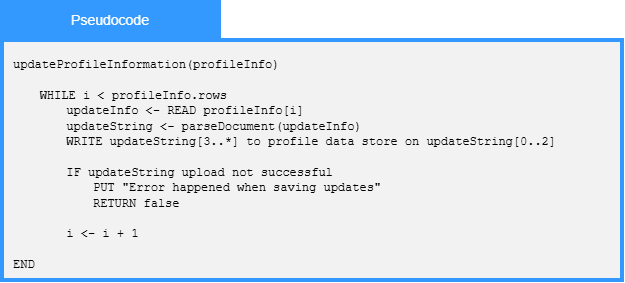 Pseudocode
updateProfileInformation(profileInfo)
WHILE i < profileInfo.rows
updateInfo <- READ profileInfo[i]
updateString <- parseDocument(updateInfo)
WRITE updateString[3..*] to profile data store on updateString[0..2]
IF updateString upload not successful
PUT "Error happened when saving updates"
RETURN false
i <- i + 1
END